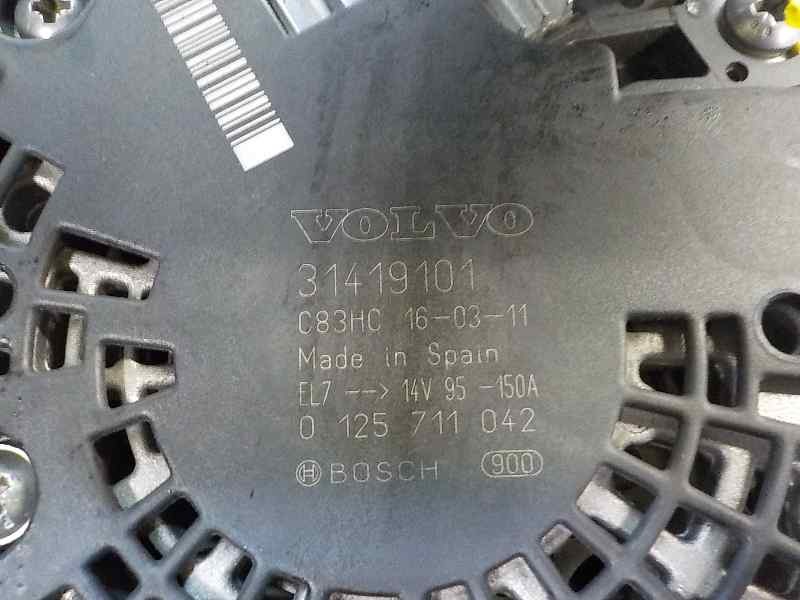 VOLVO
31419101
C83HC 16-03-11
Made in Spain
EL7 --> 14V 95 -150A
0 125 711 042
BOSCH 900